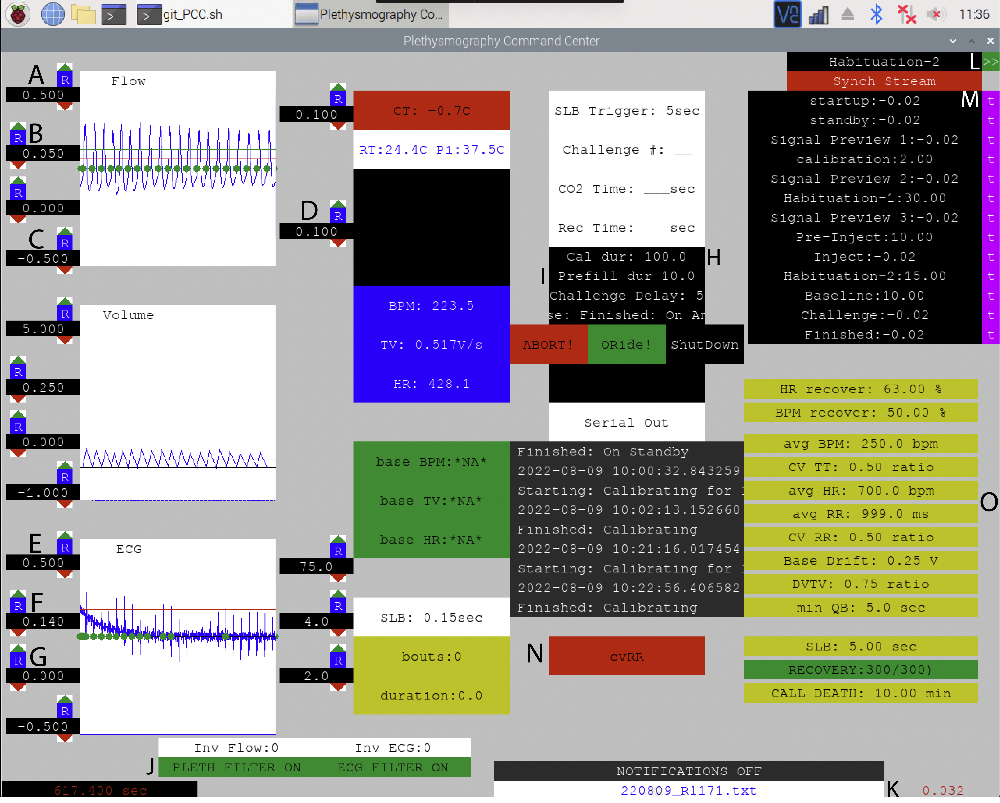 git_PCC.sh
Plethysmography Co...
VNC
11:36
Plethysmography Command Center
A
R
0.500
Flow
B
R
0.050
R
0.000
C
R
-0.500
R
0.100
D
R
0.100
CT: -0.7C
RT:24.4C|Pi:37.5C
BPM: 223.5
TV: 0.517V/s
HR: 428.1
SLB_Trigger: 5sec
Challenge #: __
CO2 Time: ___sec
Rec Time: ___sec
Cal dur: 100.0
H
I
Prefill dur 10.0
Challenge Delay: 5
se: Finished: On
ABORT!
ORide!
ShutDown
Habituation-2
L
>>
Synch Stream
startup:-0.02
M
t
standby:-0.02
t
Signal Preview 1:-0.02
t
calibration:2.00
t
Signal Preview 2:-0.02
t
Habituation-1:30.00
t
Signal Preview 3:-0.02
t
Pre-Inject:10.00
t
Inject:-0.02
t
Habituation-2:15.00
t
Baseline:10.00
t
Challenge:-0.02
t
Finished:-0.02
t
R
5.000
Volume
R
0.250
R
0.000
R
-1.000
Serial Out
base BPM:*NA*
base TV:*NA*
base HR:*NA*
Finished: On Standby
2022-08-09 10:00:32.843259
Starting: Calibrating for
2022-08-09 10:02:13.152660
Finished: Calibrating
2022-08-09 10:21:16.017454
Starting: Calibrating for
2022-08-09 10:22:56.406582
Finished: Calibrating
HR recover: 63.00 %
BPM recover: 50.00 %
avg BPM: 250.0 bpm
CV TT: 0.50 ratio
avg HR: 700.0 bpm
O
avg RR: 999.0 ms
CV RR: 0.50 ratio
Base Drift: 0.25 V
DVTV: 0.75 ratio
min QB: 5.0 sec
SLB: 5.00 sec
RECOVERY:300/300)
CALL DEATH: 10.00 min
E
R
0.500
ECG
F
R
0.140
G
R
0.000
R
-0.500
R
75.0
R
4.0
R
2.0
SLB: 0.15sec
bouts:0
duration:0.0
N
cvRR
Inv Flow:0
Inv ECG:0
J
PLETH FILTER ON
ECG FILTER ON
617.400 sec
NOTIFICATIONS-OFF
220809_R1171.txt
K
0.032